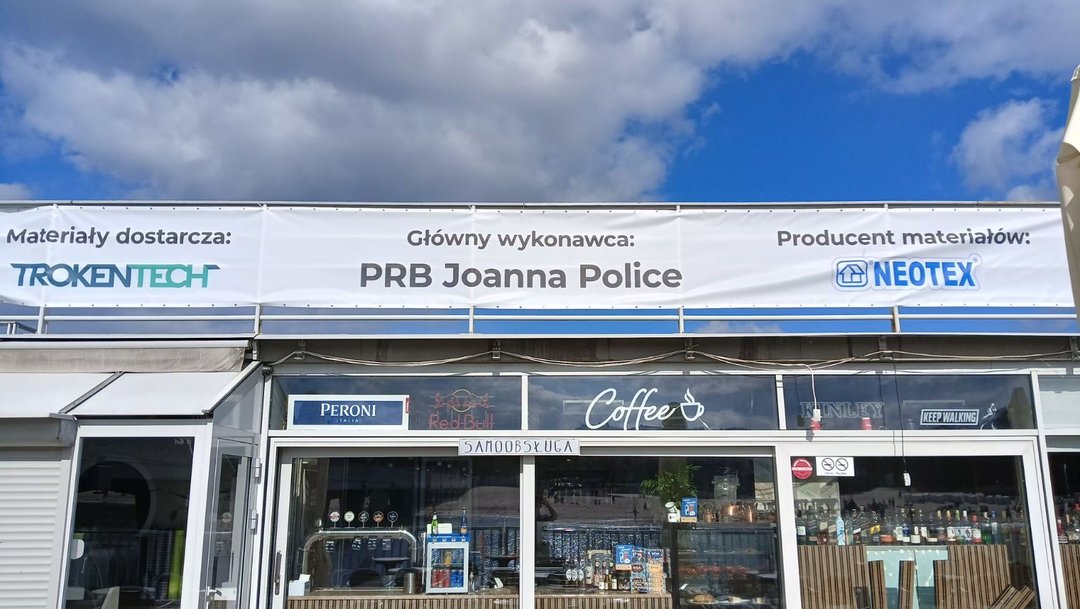 Materiały dostarcza:
TROKENTECH
Główny wykonawca:
PRB Joanna Police
Producent materiałów:
NEOTEX
PERONI
ITALIA
Red Bull
Coffee
KINLEY
KEEP WALKING
SAMOOBSŁUGA